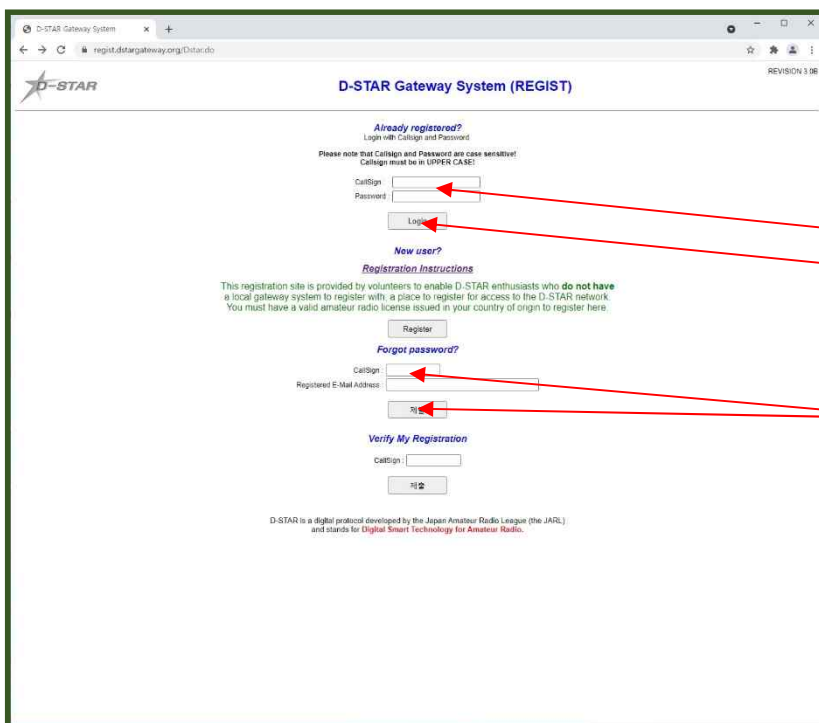 D-STAR Gateway System
regist.dstargateway.org/Dstar.do
REVISION 3.0B
D-STAR
D-STAR Gateway System (REGIST)
Already registered?
Login with Callsign and Password
Please note that Callsign and Password are case sensitive!
Callsign must be in UPPER CASE!
CallSign :
Password :
Login
New user?
Registration Instructions
This registration site is provided by volunteers to enable D-STAR enthusiasts who do not have
a local gateway system to register with, a place to register for access to the D-STAR network.
You must have a valid amateur radio license issued in your country of origin to register here.
Register
Forgot password?
CallSign :
Registered E-Mail Address :
제출
Verify My Registration
CallSign :
제출
D-STAR is a digital protocol developed by the Japan Amateur Radio League (the JARL)
and stands for Digital Smart Technology for Amateur Radio.